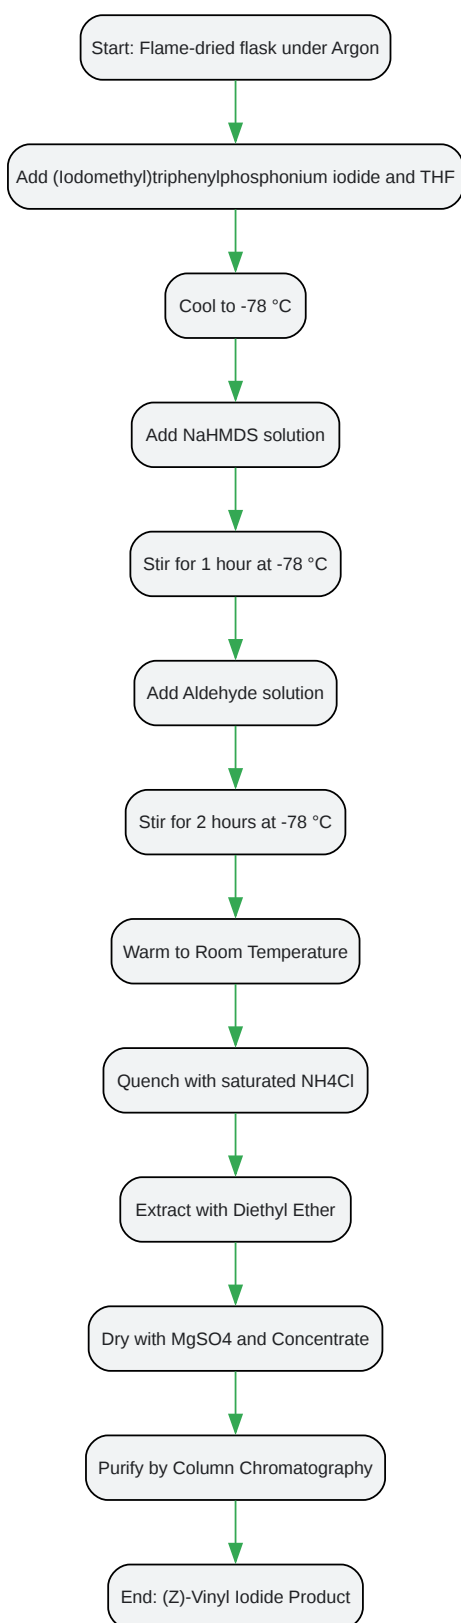 Start: Flame-dried flask under Argon
Add (Iodomethyl)triphenylphosphonium iodide and THF
Cool to -78 °C
Add NaHMDS solution
Stir for 1 hour at -78 °C
Add Aldehyde solution
Stir for 2 hours at -78 °C
Warm to Room Temperature
Quench with saturated NH4Cl
Extract with Diethyl Ether
Dry with MgSO4 and Concentrate
Purify by Column Chromatography
End: (Z)-Vinyl Iodide Product